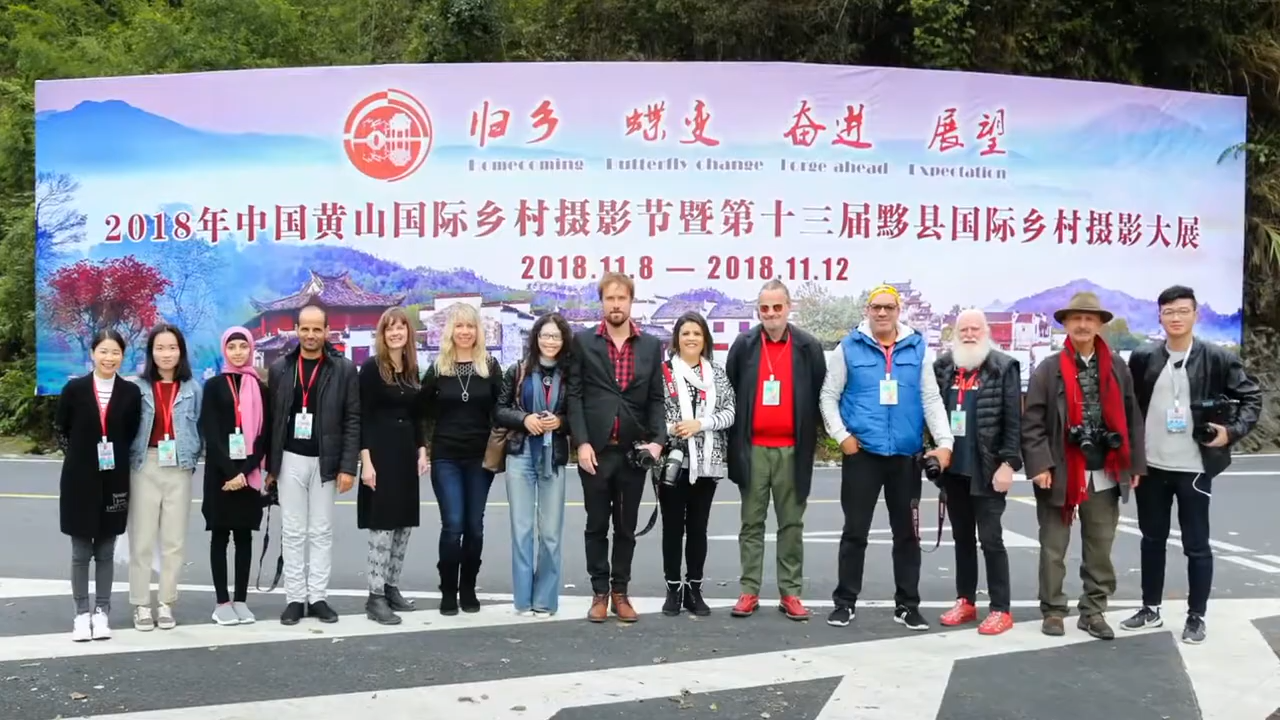 归乡 蝶变 奋进 展望
Homecoming Butterfly change Forge ahead Expectation
2018年中国黄山国际乡村摄影节暨第十三届黟县国际乡村摄影大展
2018.11.8 — 2018.11.12